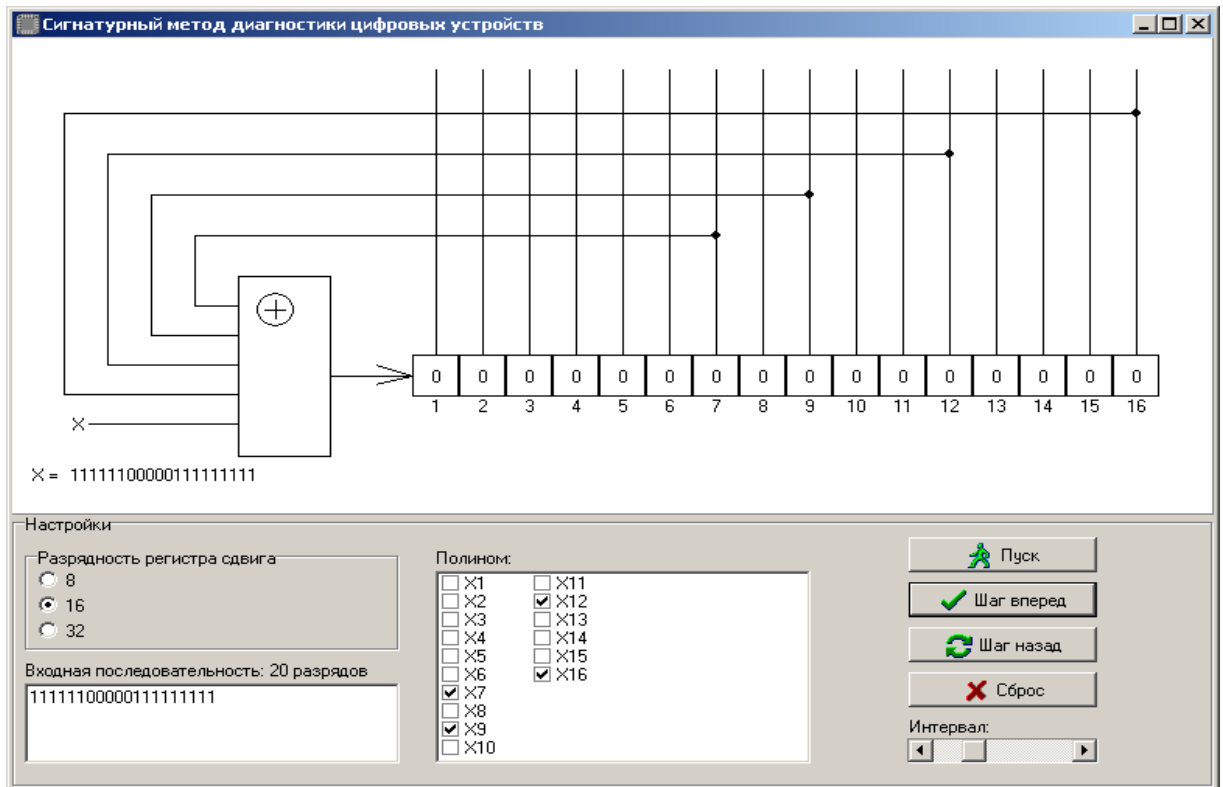 Сигнатурный метод диагностики цифровых устройств
0 0 0 0 0 0 0 0 0 0 0 0 0 0 0 0
1 2 3 4 5 6 7 8 9 10 11 12 13 14 15 16
X
X = 11111100000111111111
Настройки
Разрядность регистра сдвига
8
16
32
Входная последовательность: 20 разрядов
11111100000111111111
Полином:
X1
X2
X3
X4
X5
X6
X7
X8
X9
X10
X11
X12
X13
X14
X15
X16
Пуск
Шаг вперед
Шаг назад
Сброс
Интервал: